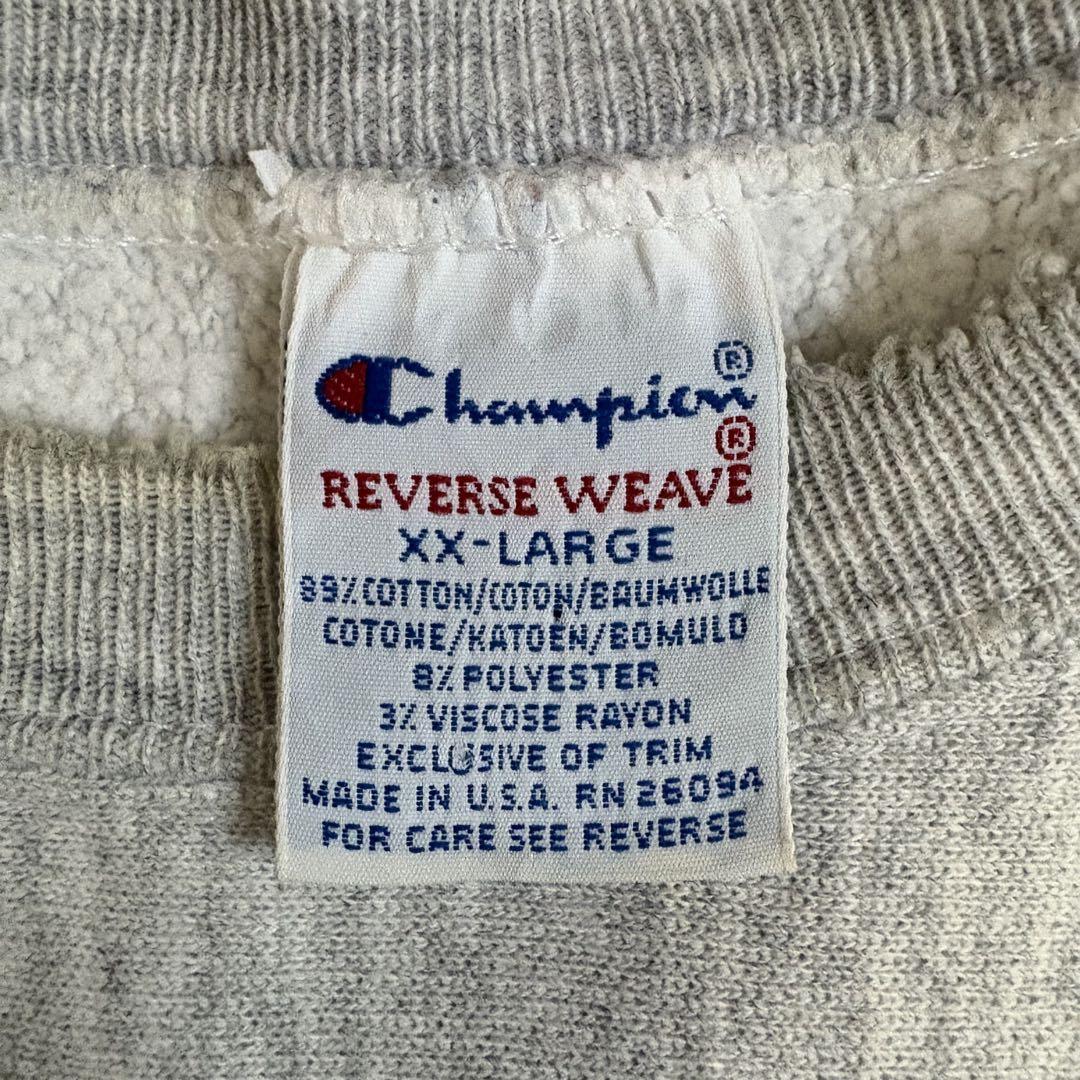 Champion®
REVERSE WEAVE®
XX-LARGE
89% COTTON/COTON/BAUMWOLLE
COTONE/KATOEN/BOMULD
8% POLYESTER
3% VISCOSE RAYON
EXCLUSIVE OF TRIM
MADE IN U.S.A. RN 26094
FOR CARE SEE REVERSE